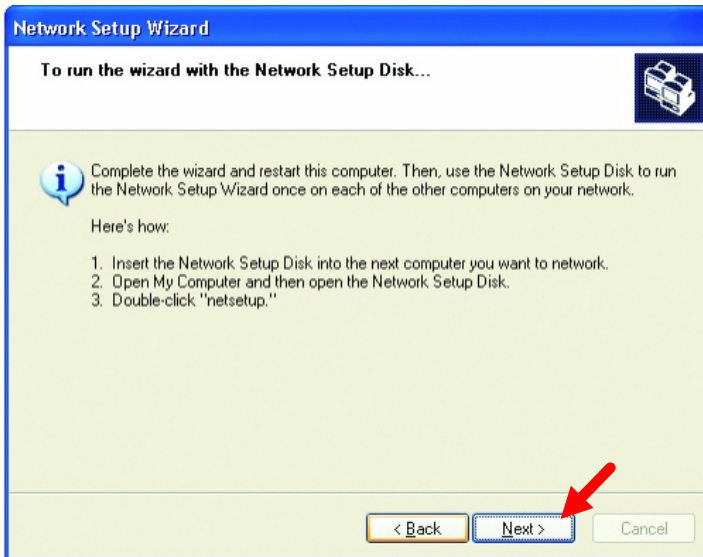 Network Setup Wizard
To run the wizard with the Network Setup Disk...
Complete the wizard and restart this computer. Then, use the Network Setup Disk to run
the Network Setup Wizard once on each of the other computers on your network.
Here's how:
1. Insert the Network Setup Disk into the next computer you want to network.
2. Open My Computer and then open the Network Setup Disk.
3. Double-click "netsetup."
< Back
Next >
Cancel